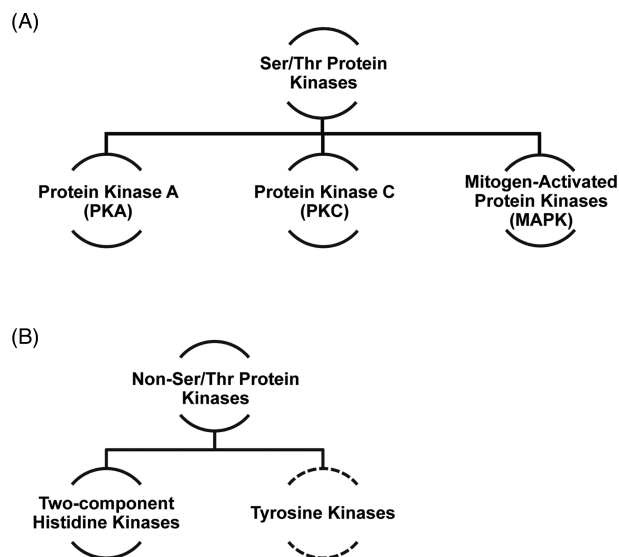 (A)
Ser/Thr Protein
Kinases
Protein Kinase A
(PKA)
Protein Kinase C
(PKC)
Mitogen-Activated
Protein Kinases
(MAPK)
(B)
Non-Ser/Thr Protein
Kinases
Two-component
Histidine Kinases
Tyrosine Kinases